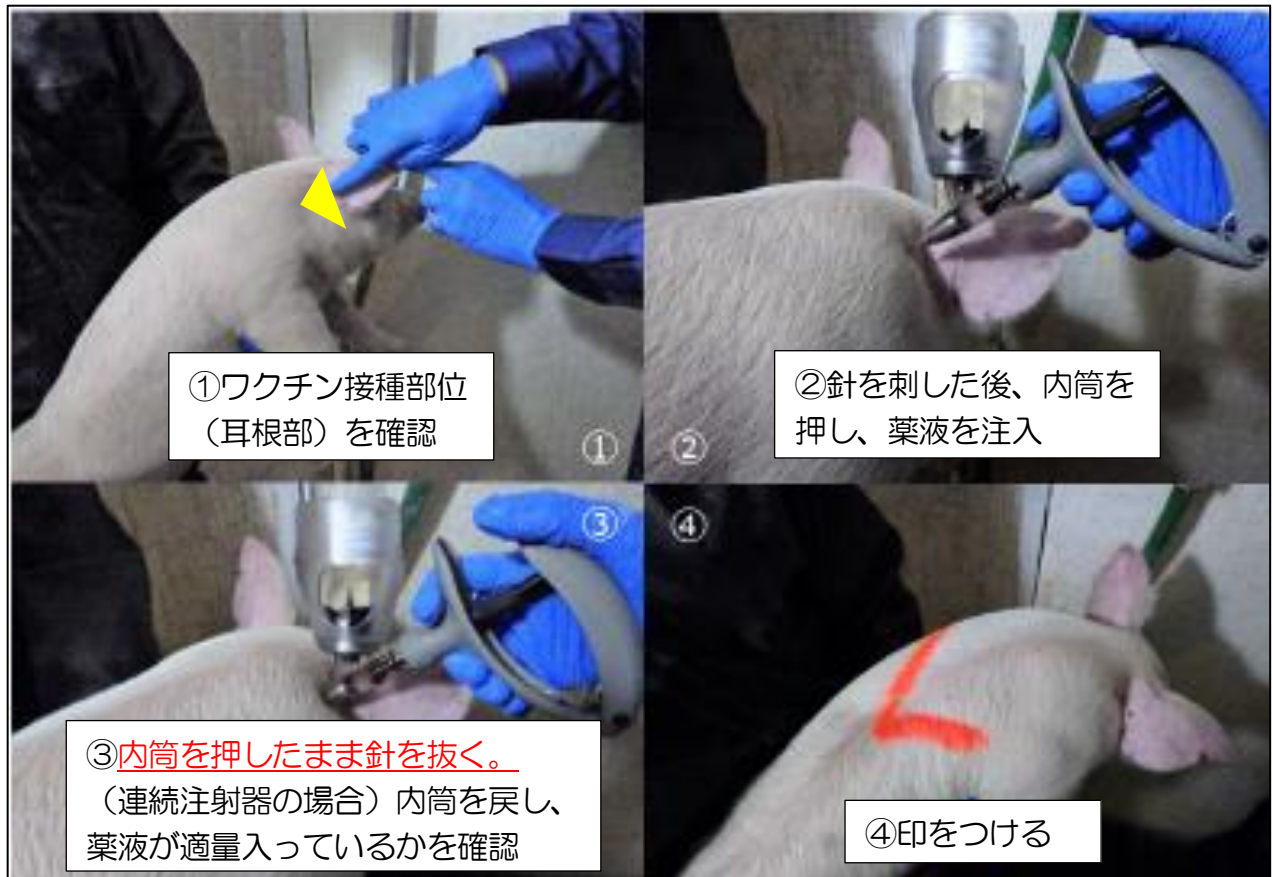 ①ワクチン接種部位
（耳根部）を確認
①
②針を刺した後、内筒を
押し、薬液を注入
②
③
③内筒を押したまま針を抜く。
（連続注射器の場合）内筒を戻し、
薬液が適量入っているかを確認
④
④印をつける